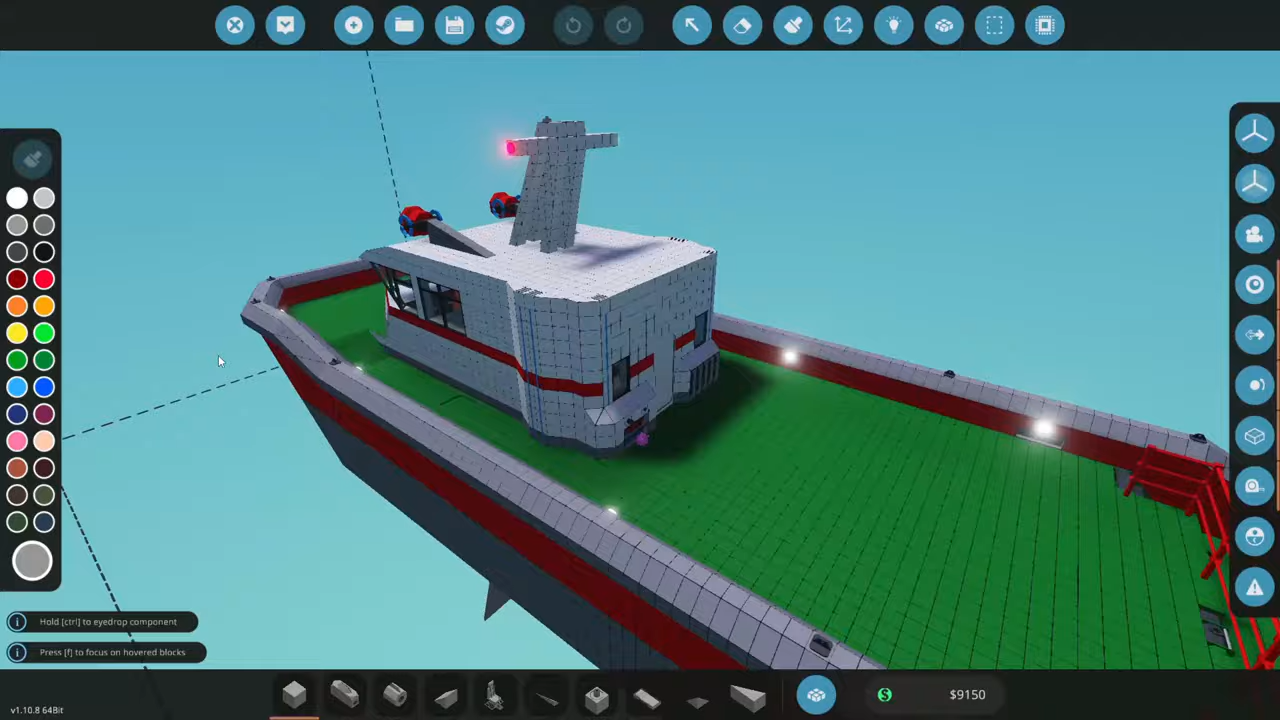 Hold [ctrl] to eyedrop component
Press [f] to focus on hovered blocks
$9150
v1.10.8 64Bit